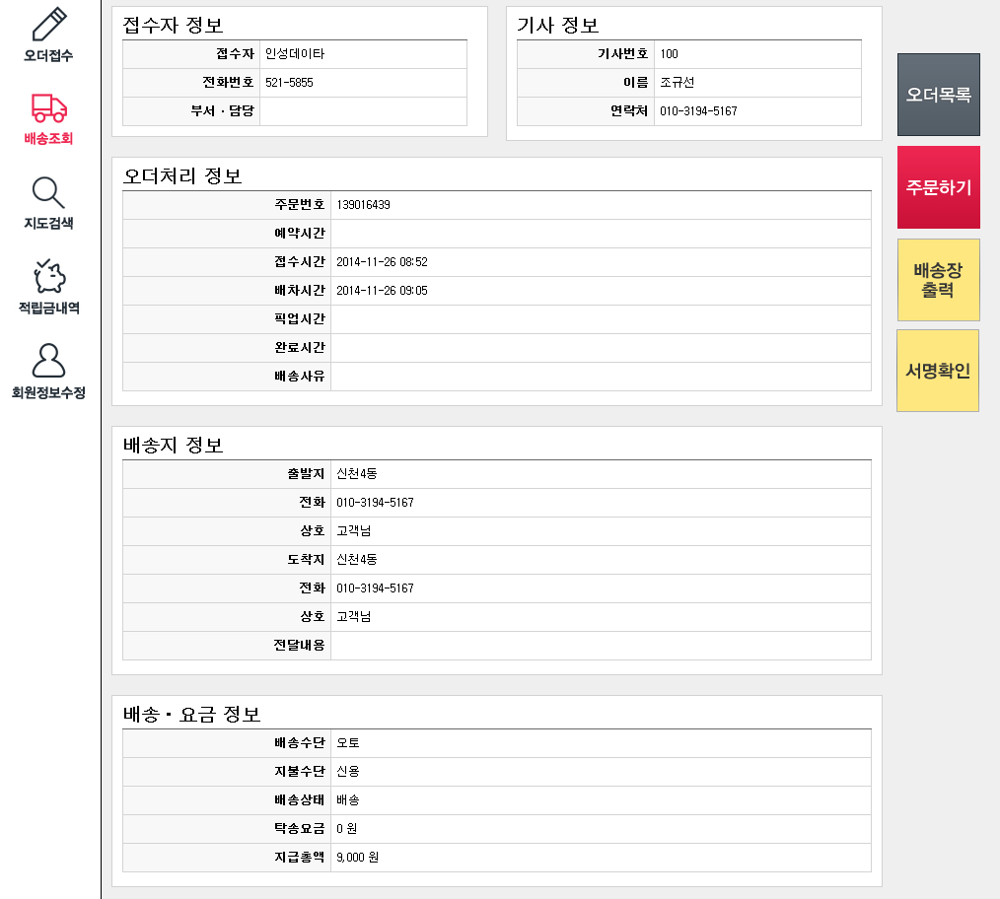 오더접수
배송조회
지도검색
적립금내역
회원정보수정
접수자 정보
접수자 인성데이타
전화번호 521-5855
부서 · 담당
기사 정보
기사번호 100
이름 조규선
연락처 010-3194-5167
오더처리 정보
주문번호 139016439
예약시간
접수시간 2014-11-26 08:52
배차시간 2014-11-26 09:05
픽업시간
완료시간
배송사유
배송지 정보
출발지 신천4동
전화 010-3194-5167
상호 고객님
도착지 신천4동
전화 010-3194-5167
상호 고객님
전달내용
배송 · 요금 정보
배송수단 오토
지불수단 신용
배송상태 배송
탁송요금 0 원
지급총액 9,000 원
오더목록
주문하기
배송장
출력
서명확인